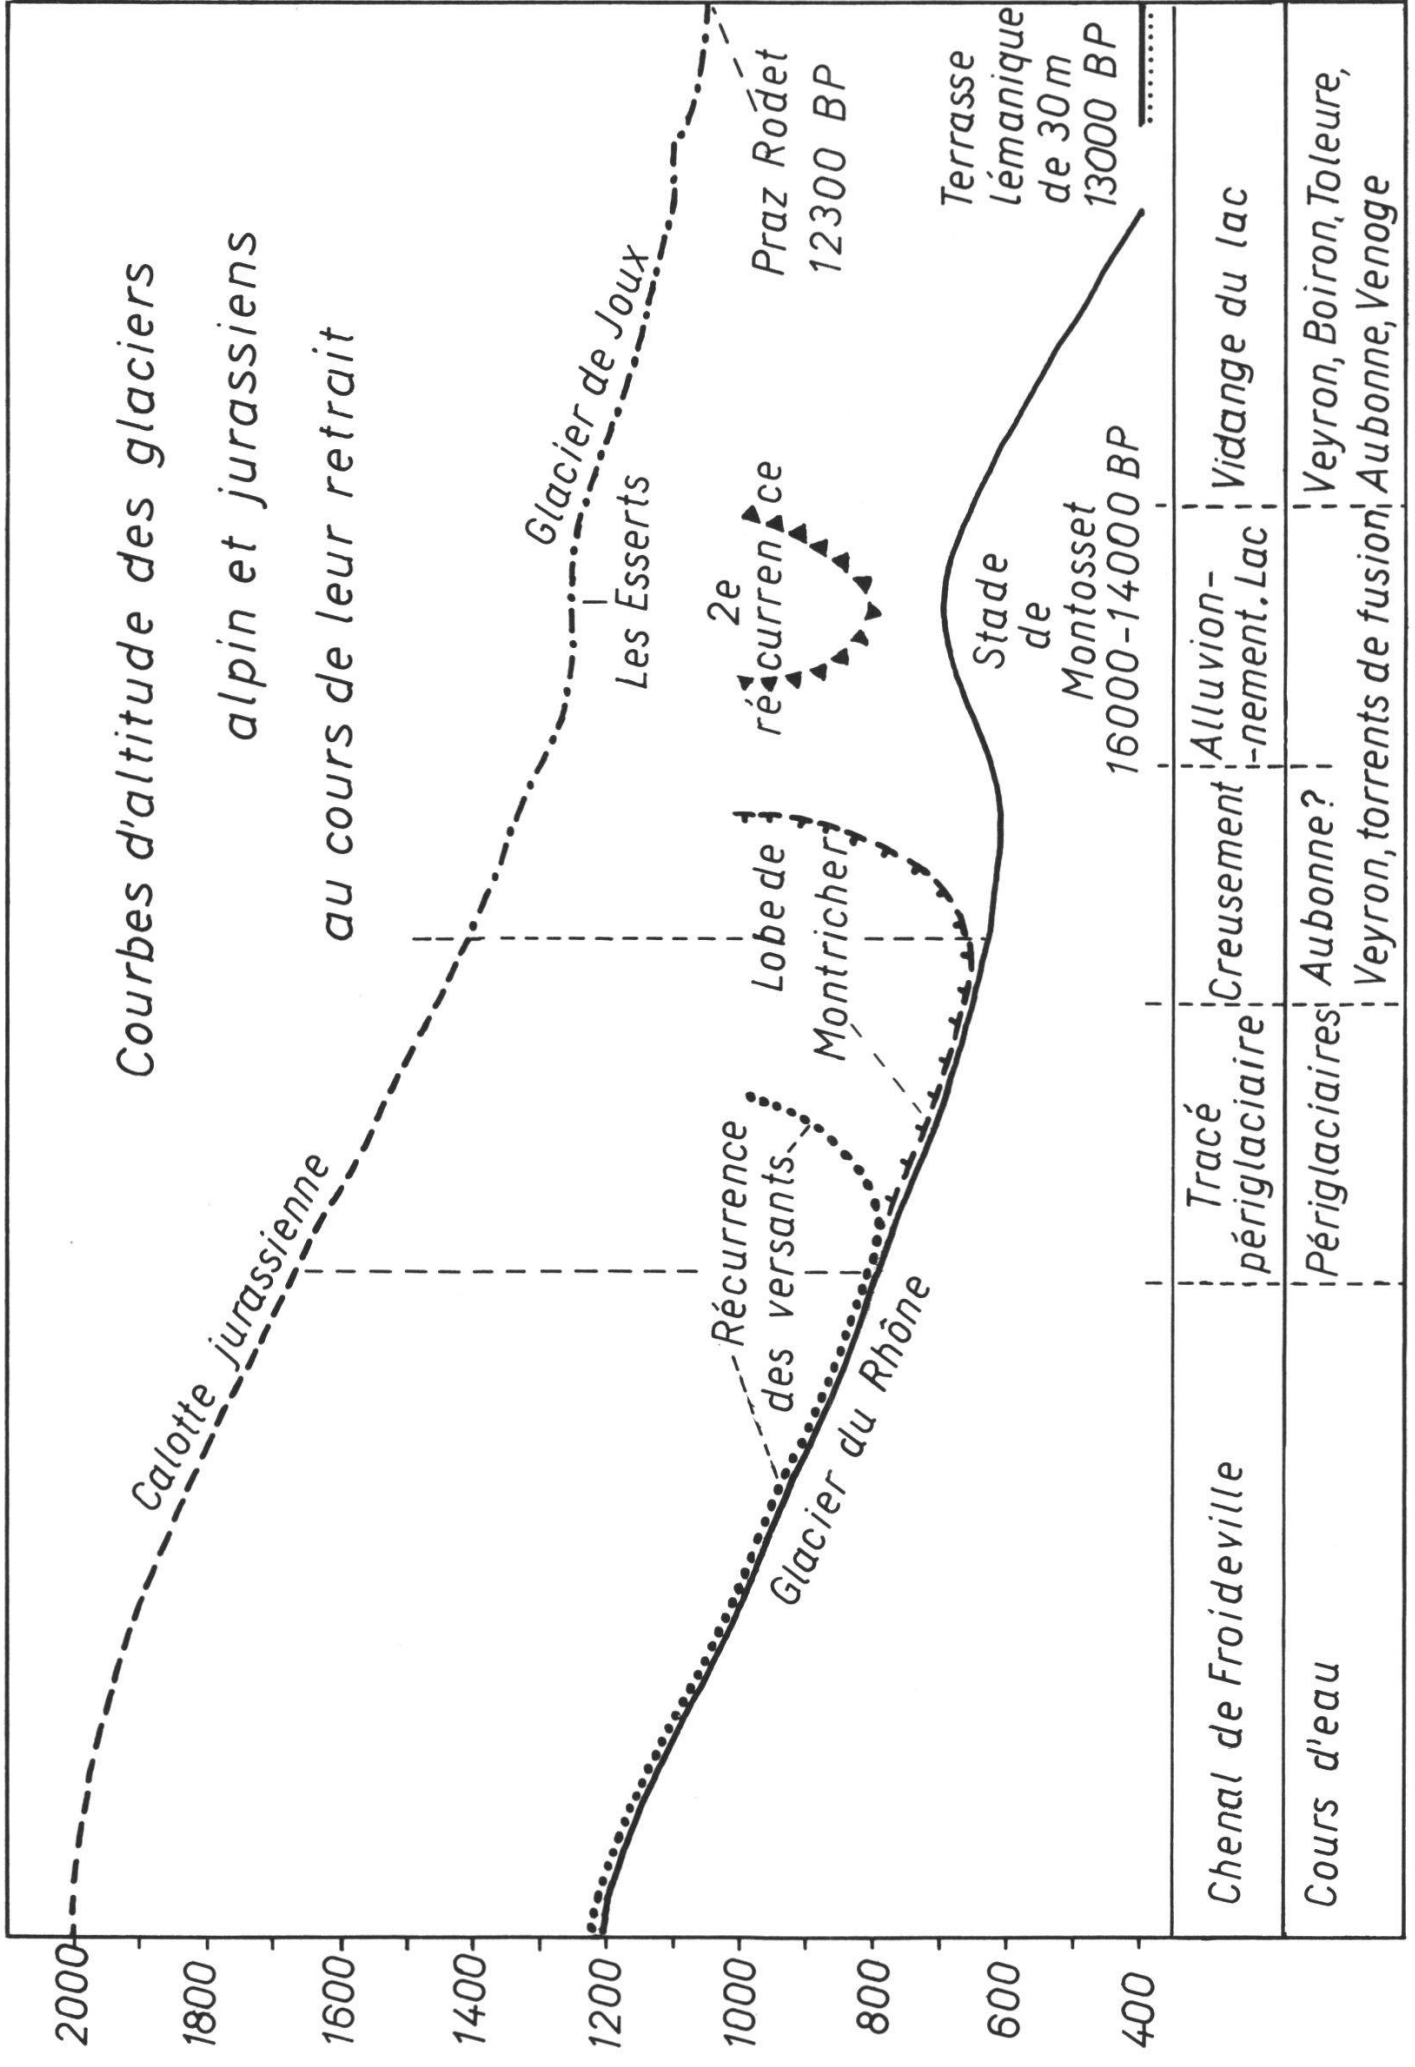 Courbes d'altitude des glaciers
alpin et jurassiens
au cours de leur retrait
2000
1800
1600
1400
1200
1000
800
600
400
Calotte jurassienne
Glacier de Joux
Les Esserts
Praz Rodet
12300 BP
Récurrence
des versants
Lobe de
Montricher
2e
récurrence
Glacier du Rhône
Stade
de
Montosset
16000-14000 BP
Terrasse
lémanique
de 30m
13000 BP
Chenal de Froideville
Tracé
périglaciaire
Creusement
Alluvion-
-nement.Lac
Vidange du lac
Cours d'eau
Périglaciaires
Aubonne?
Veyron, torrents de fusion
Veyron, Boiron, Toleure,
Aubonne, Venoge